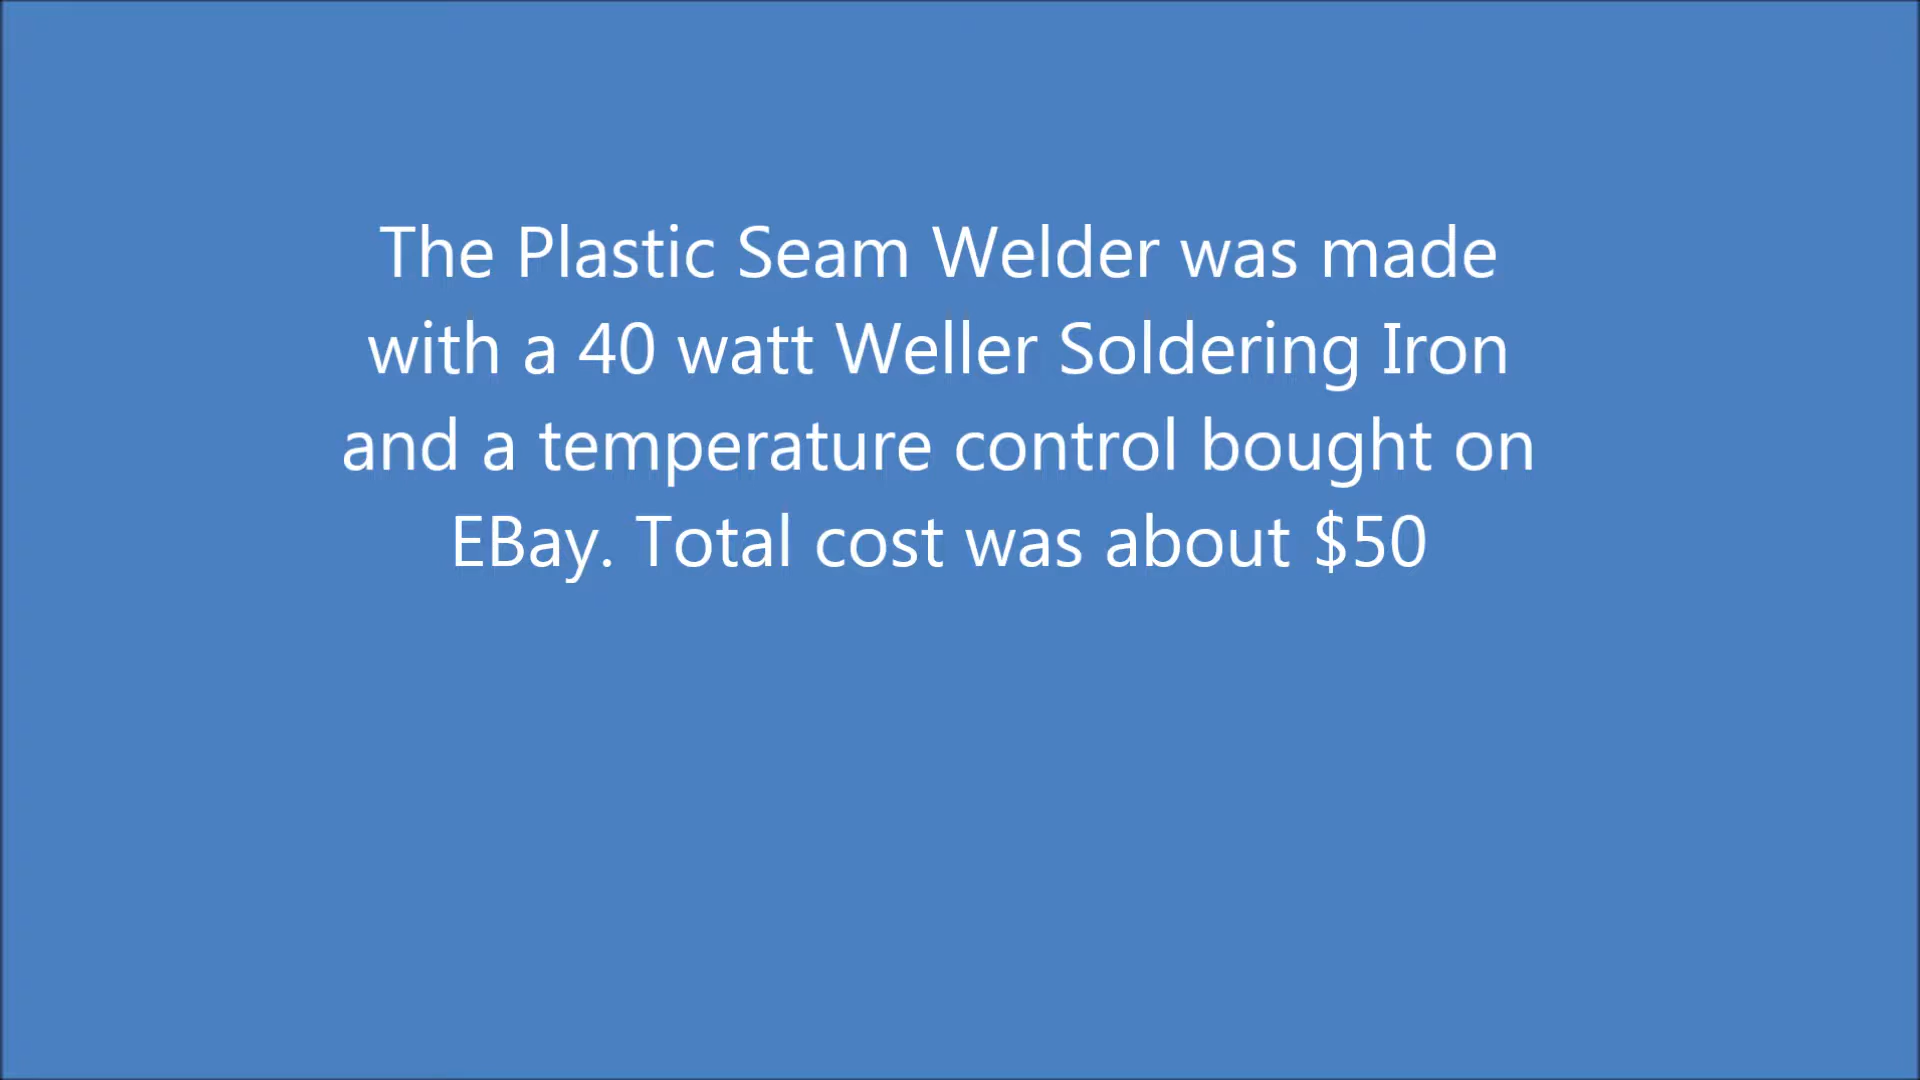 The Plastic Seam Welder was made
with a 40 watt Weller Soldering Iron
and a temperature control bought on
EBay. Total cost was about $50